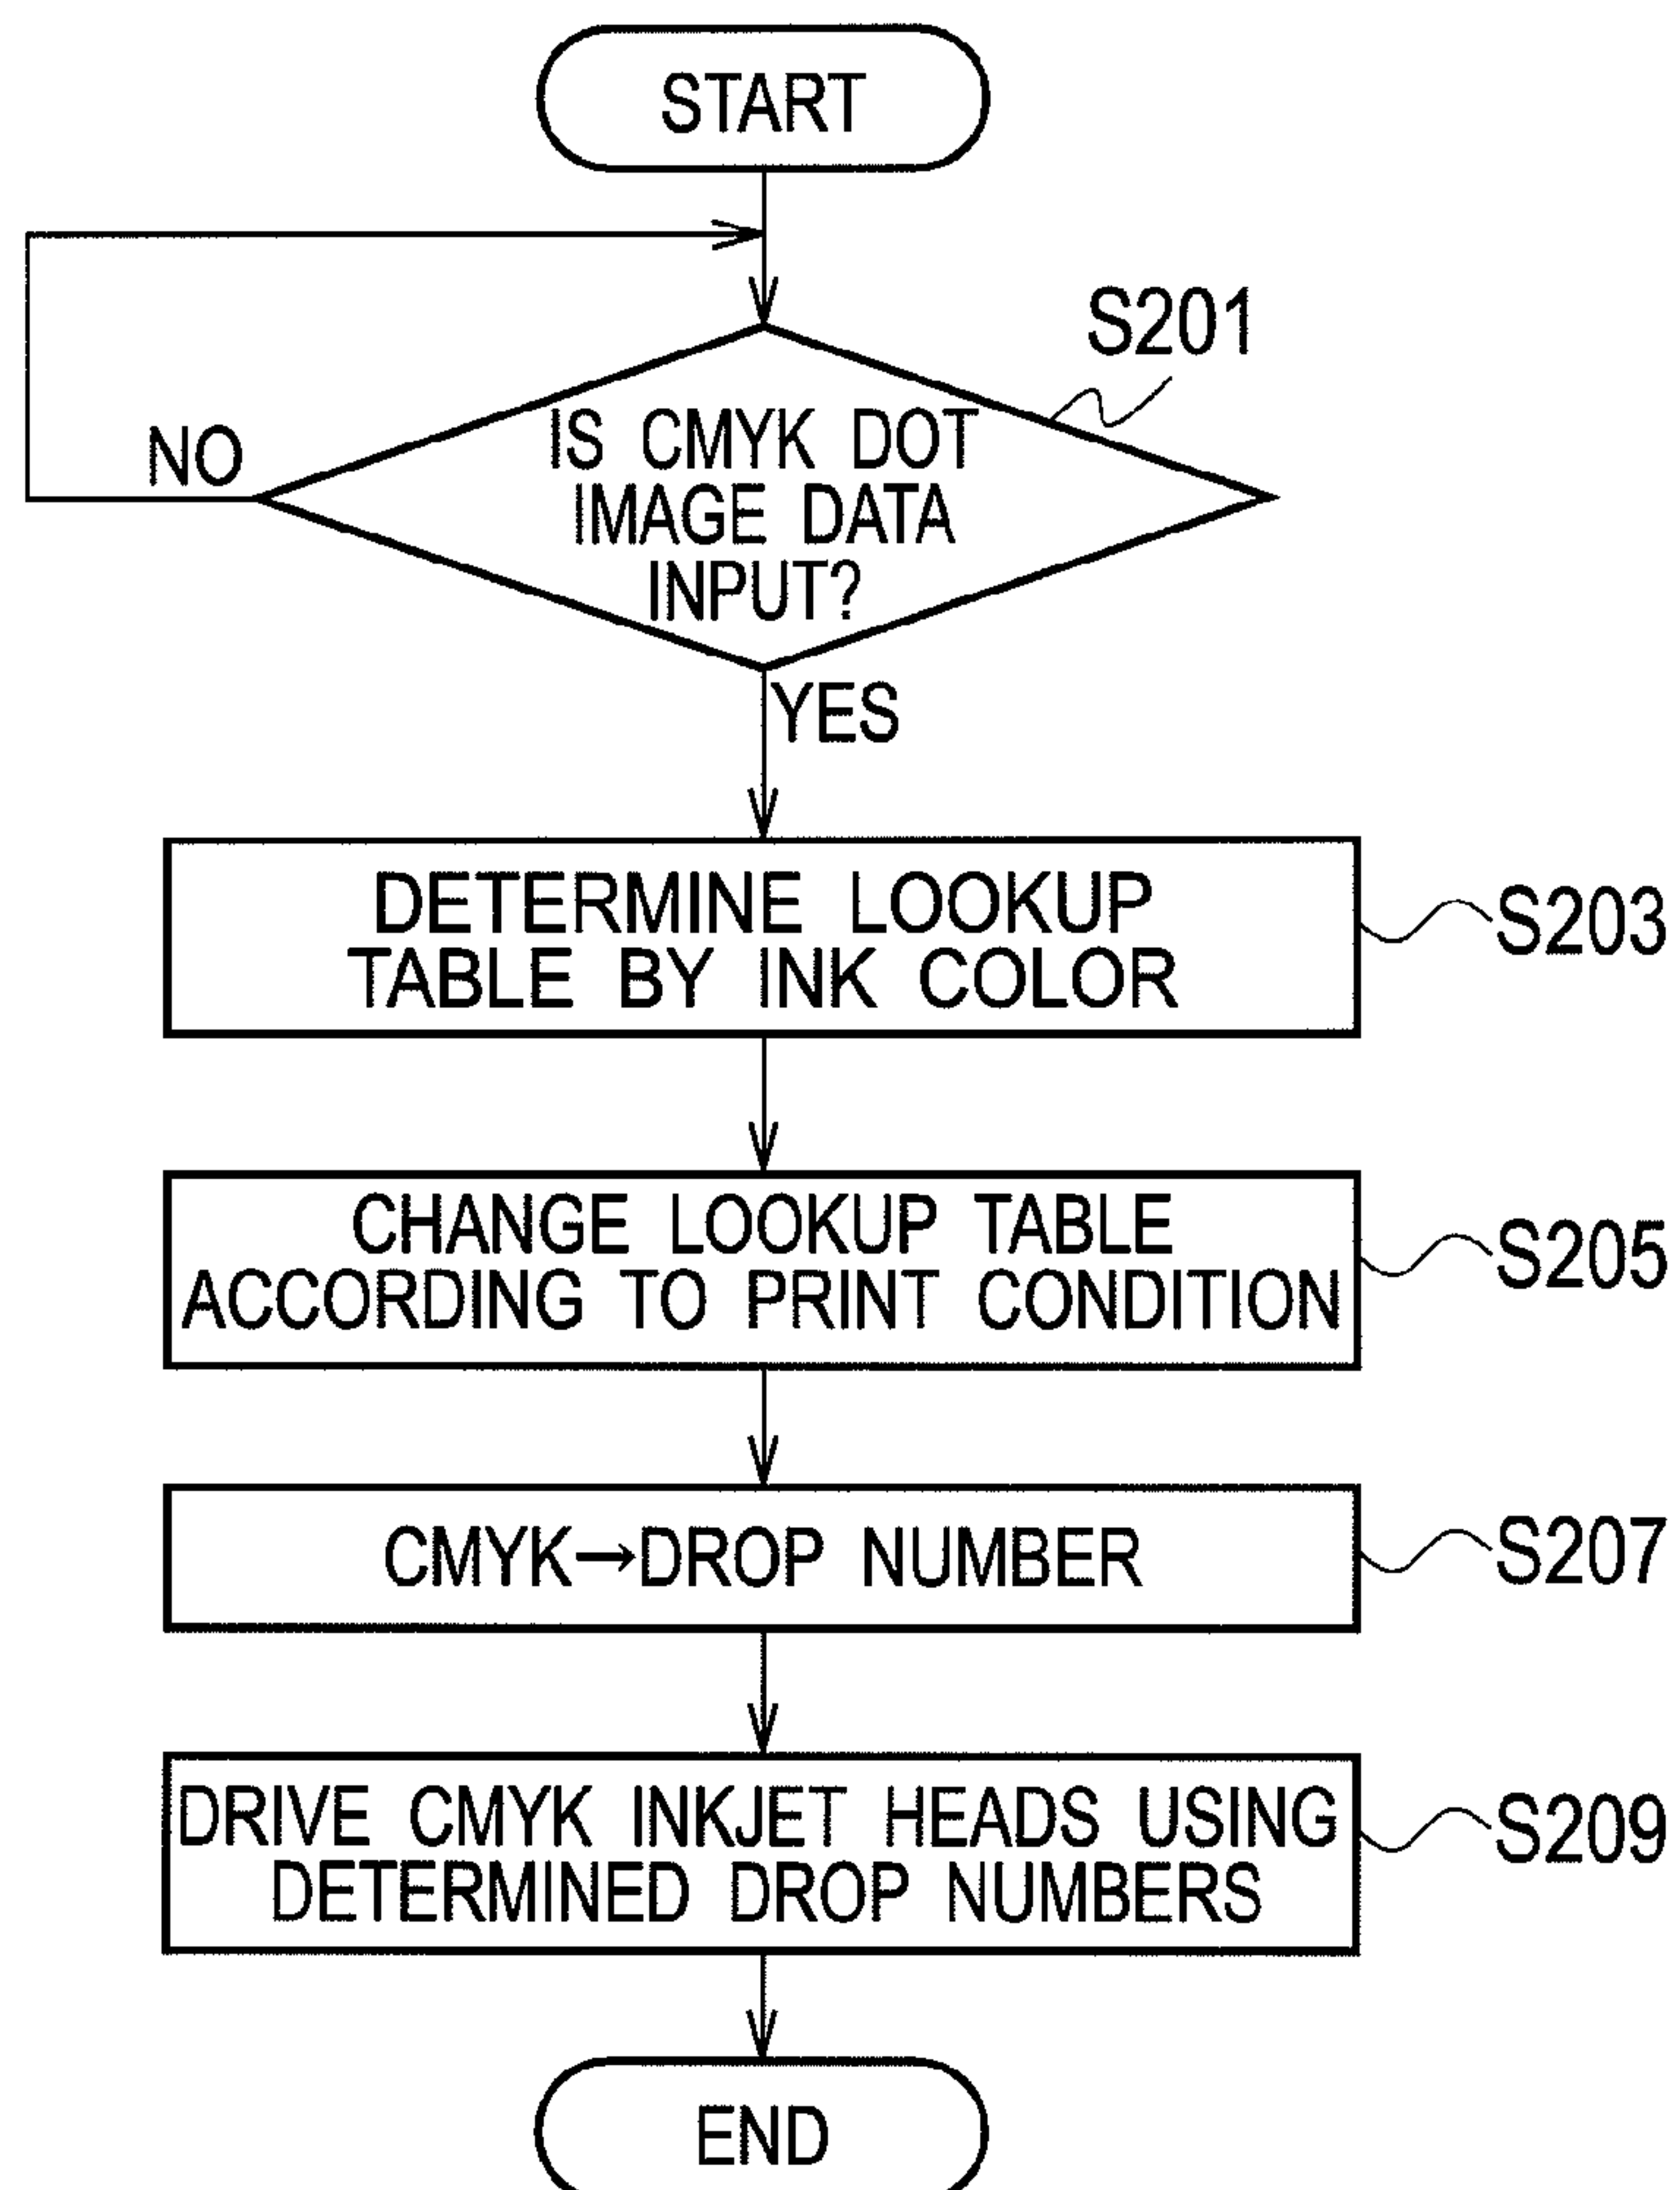 START
S201
IS CMYK DOT
IMAGE DATA
INPUT?
NO
YES
DETERMINE LOOKUP
TABLE BY INK COLOR
S203
CHANGE LOOKUP TABLE
ACCORDING TO PRINT CONDITION
S205
CMYK→DROP NUMBER
S207
DRIVE CMYK INKJET HEADS USING
DETERMINED DROP NUMBERS
S209
END